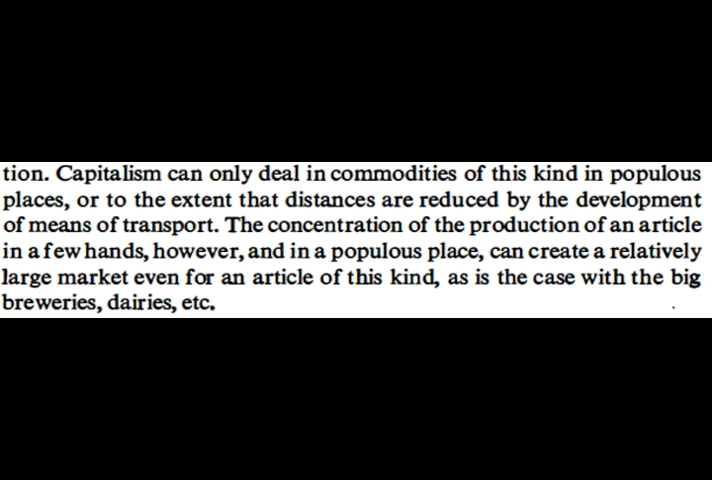 tion. Capitalism can only deal in commodities of this kind in populous
places, or to the extent that distances are reduced by the development
of means of transport. The concentration of the production of an article
in a few hands, however, and in a populous place, can create a relatively
large market even for an article of this kind, as is the case with the big
breweries, dairies, etc.